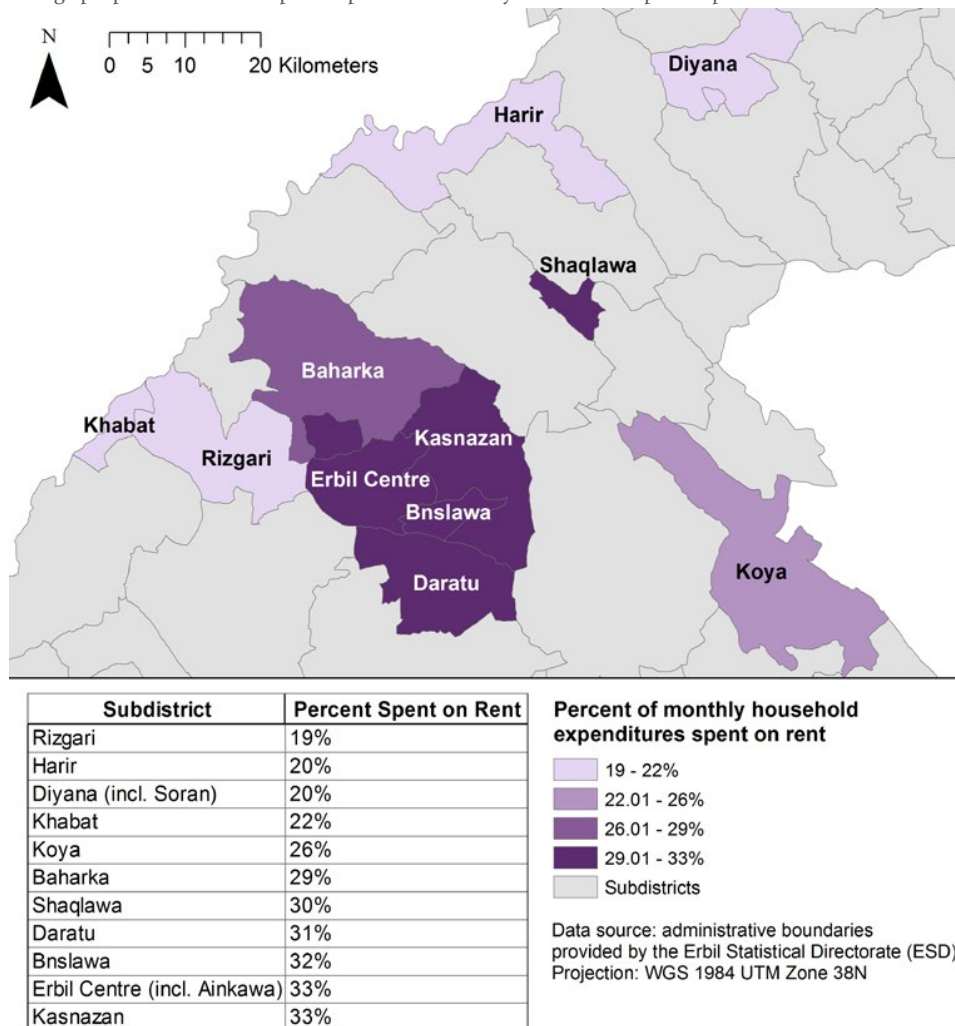 N
0 5 10 20 Kilometers
Diyana
Harir
Shaqlawa
Baharka
Khabat
Kasnazan
Rizgari
Erbil Centre
Bnslawa
Koya
Daratu
Subdistrict Percent Spent on Rent
Rizgari 19%
Harir 20%
Diyana (incl. Soran) 20%
Khabat 22%
Koya 26%
Baharka 29%
Shaqlawa 30%
Daratu 31%
Bnslawa 32%
Erbil Centre (incl. Ainkawa) 33%
Kasnazan 33%
Percent of monthly household
expenditures spent on rent
19 - 22%
22.01 - 26%
26.01 - 29%
29.01 - 33%
Subdistricts
Data source: administrative boundaries
provided by the Erbil Statistical Directorate (ESD)
Projection: WGS 1984 UTM Zone 38N